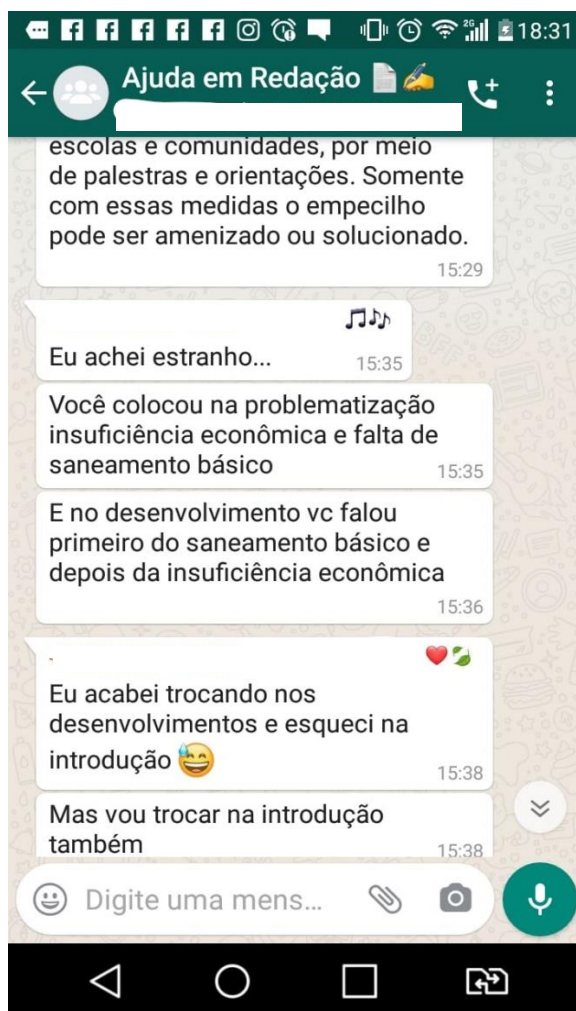 2G 18:31
Ajuda em Redação
escolas e comunidades, por meio
de palestras e orientações. Somente
com essas medidas o empecilho
pode ser amenizado ou solucionado.
15:29
Eu achei estranho...
15:35
Você colocou na problematização
insuficiência econômica e falta de
saneamento básico
15:35
E no desenvolvimento vc falou
primeiro do saneamento básico e
depois da insuficiência econômica
15:36
Eu acabei trocando nos
desenvolvimentos e esqueci na
introdução
15:38
Mas vou trocar na introdução
também
15:38
Digite uma mens...